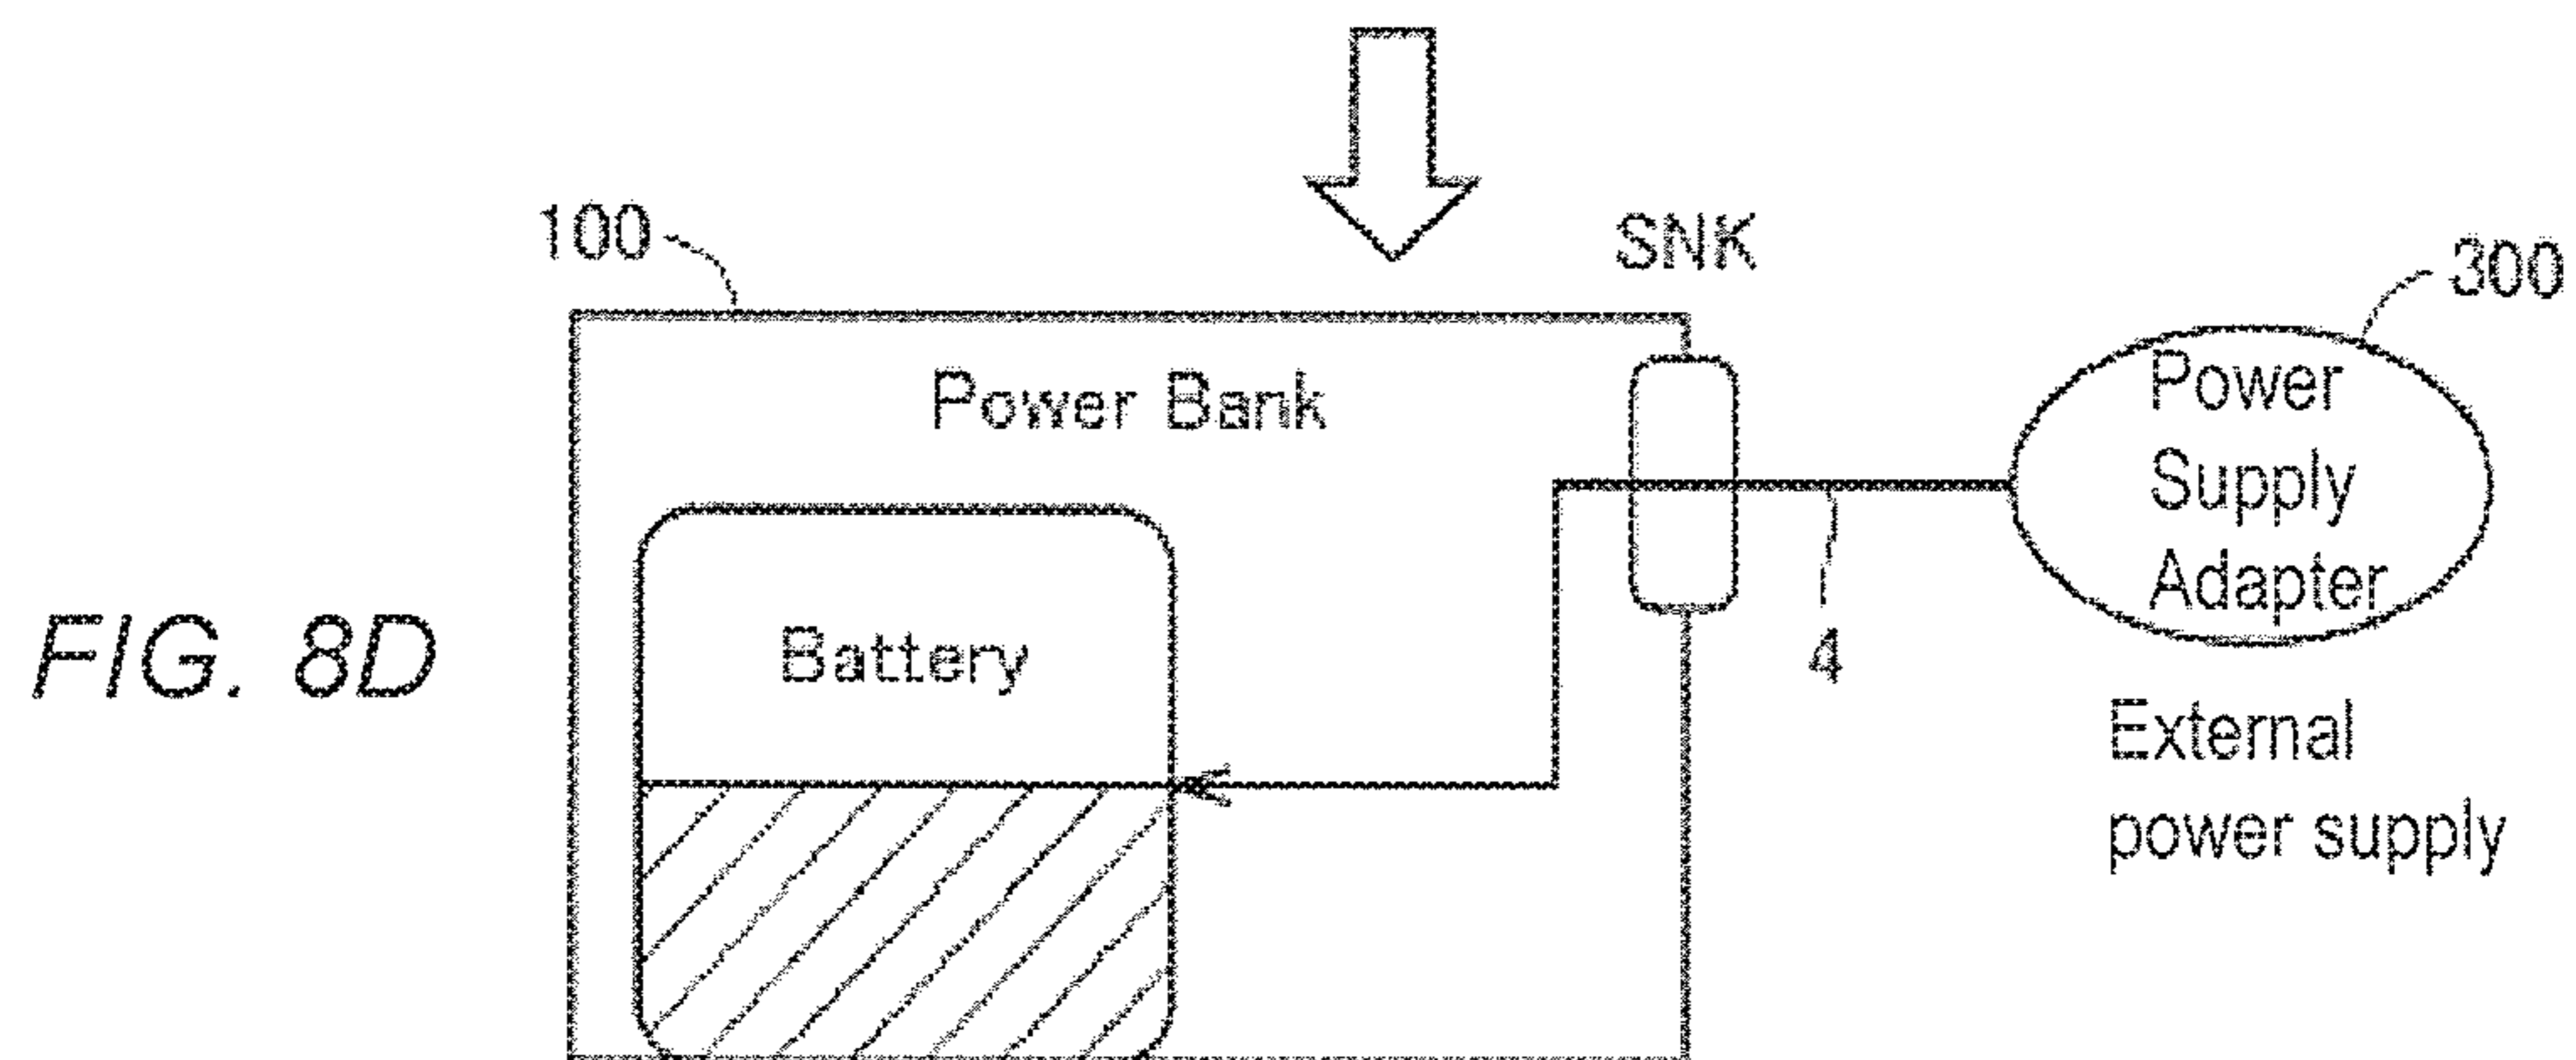 100
SNK
300
Power Bank
Power
Supply
Adapter
Battery
4
FIG. 8D
External
power supply